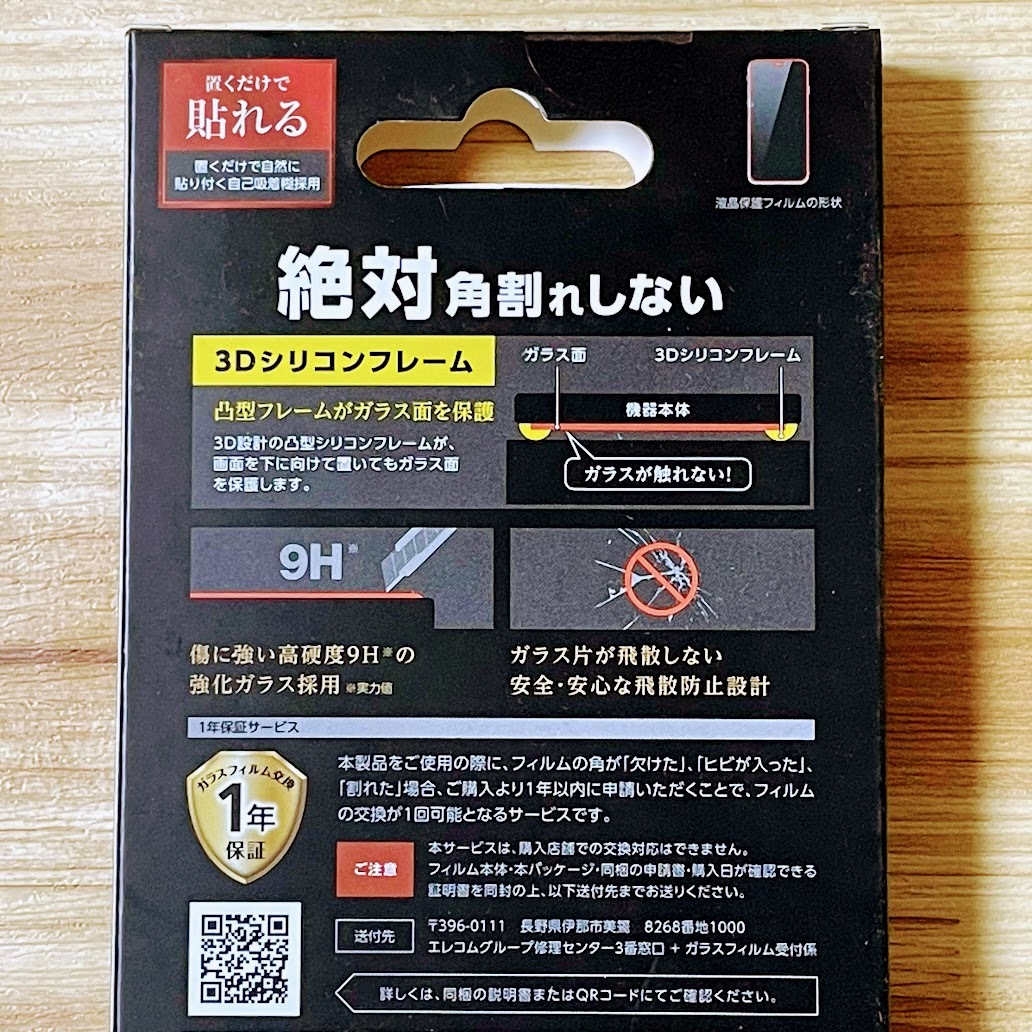 置くだけで
貼れる
置くだけで自然に
貼り付く自己吸着糊採用
液晶保護フィルムの形状
絶対角割れしない
3Dシリコンフレーム
凸型フレームがガラス面を保護
3D設計の凸型シリコンフレームが、
画面を下に向けて置いてもガラス面
を保護します。
ガラス面
3Dシリコンフレーム
機器本体
ガラスが触れない!
9H※
傷に強い高硬度9H※の
強化ガラス採用 ※実力値
ガラス片が飛散しない
安全・安心な飛散防止設計
1年保証サービス
ガラスフィルム交換
1年
保証
本製品をご使用の際に、フィルムの角が「欠けた」、「ヒビが入った」、
「割れた」場合、ご購入より1年以内に申請いただくことで、フィルム
の交換が1回可能となるサービスです。
ご注意
本サービスは、購入店舗での交換対応はできません。
フィルム本体・本パッケージ・同梱の申請書・購入日が確認できる
証明書を同封の上、以下送付先までお送りください。
送付先
〒396-0111 長野県伊那市美篶 8268番地1000
エレコムグループ修理センター3番窓口 + ガラスフィルム受付係
詳しくは、同梱の説明書またはQRコードにてご確認ください。